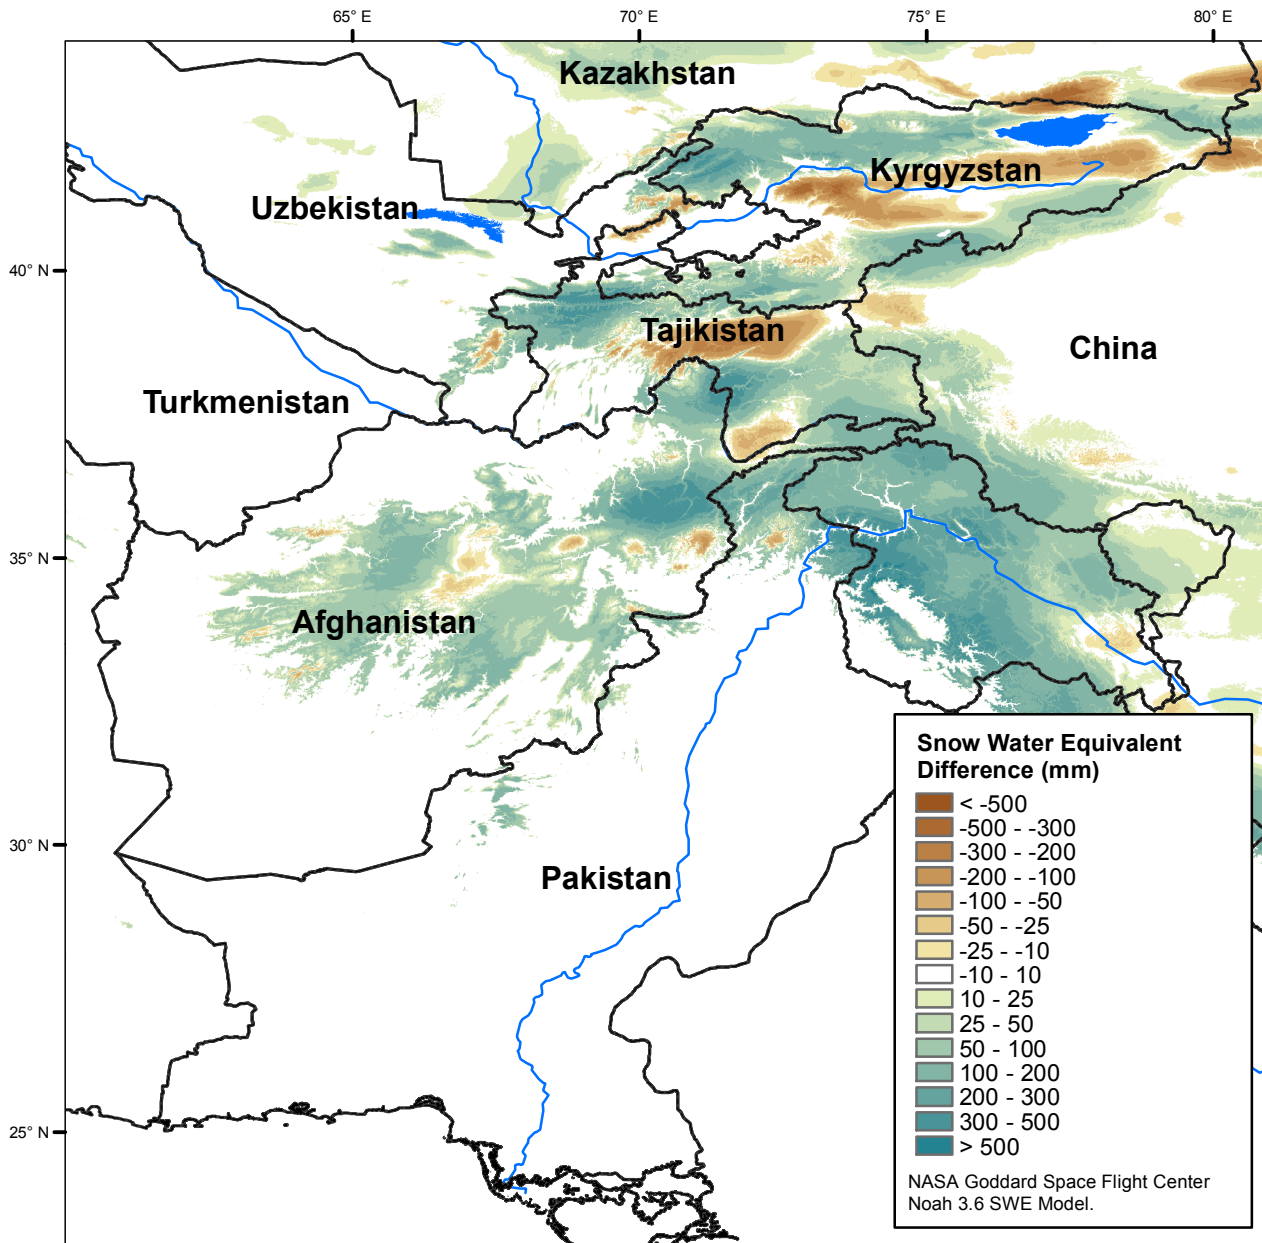 65° E
70° E
75° E
80° E
Kazakhstan
Kyrgyzstan
Uzbekistan
40° N
Tajikistan
China
Turkmenistan
35° N
Afghanistan
Snow Water Equivalent
Difference (mm)
< -500
-500 - -300
-300 - -200
-200 - -100
-100 - -50
-50 - -25
-25 - -10
-10 - 10
10 - 25
25 - 50
50 - 100
100 - 200
200 - 300
300 - 500
> 500
30° N
Pakistan
25° N
NASA Goddard Space Flight Center
Noah 3.6 SWE Model.